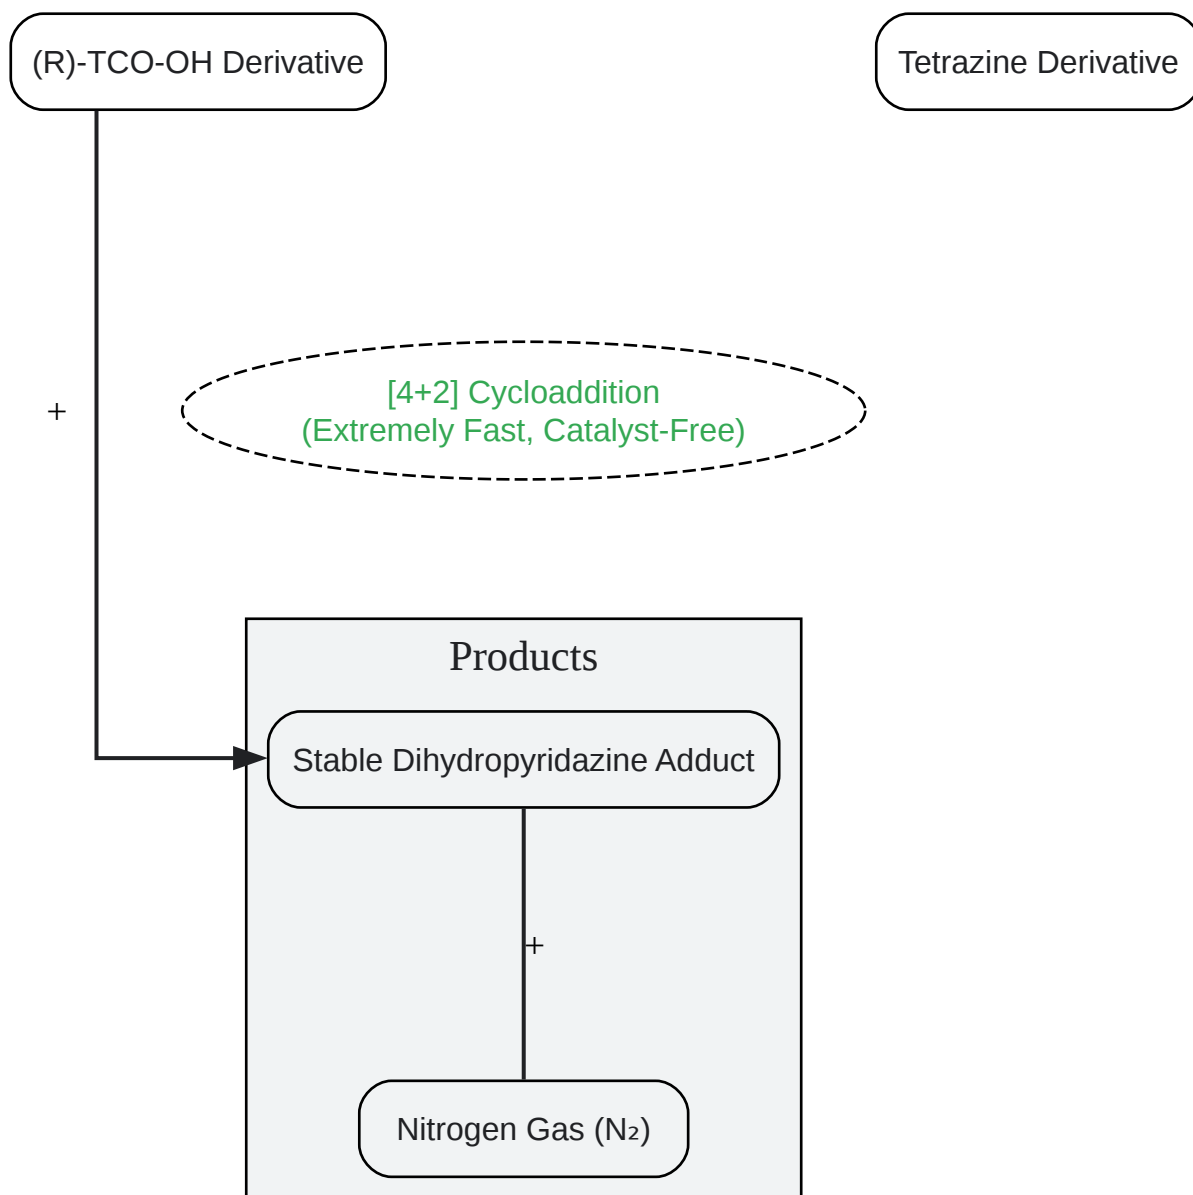 (R)-TCO-OH Derivative
Tetrazine Derivative
[4+2] Cycloaddition
(Extremely Fast, Catalyst-Free)
+
Products
Stable Dihydropyridazine Adduct
+
Nitrogen Gas (N₂)